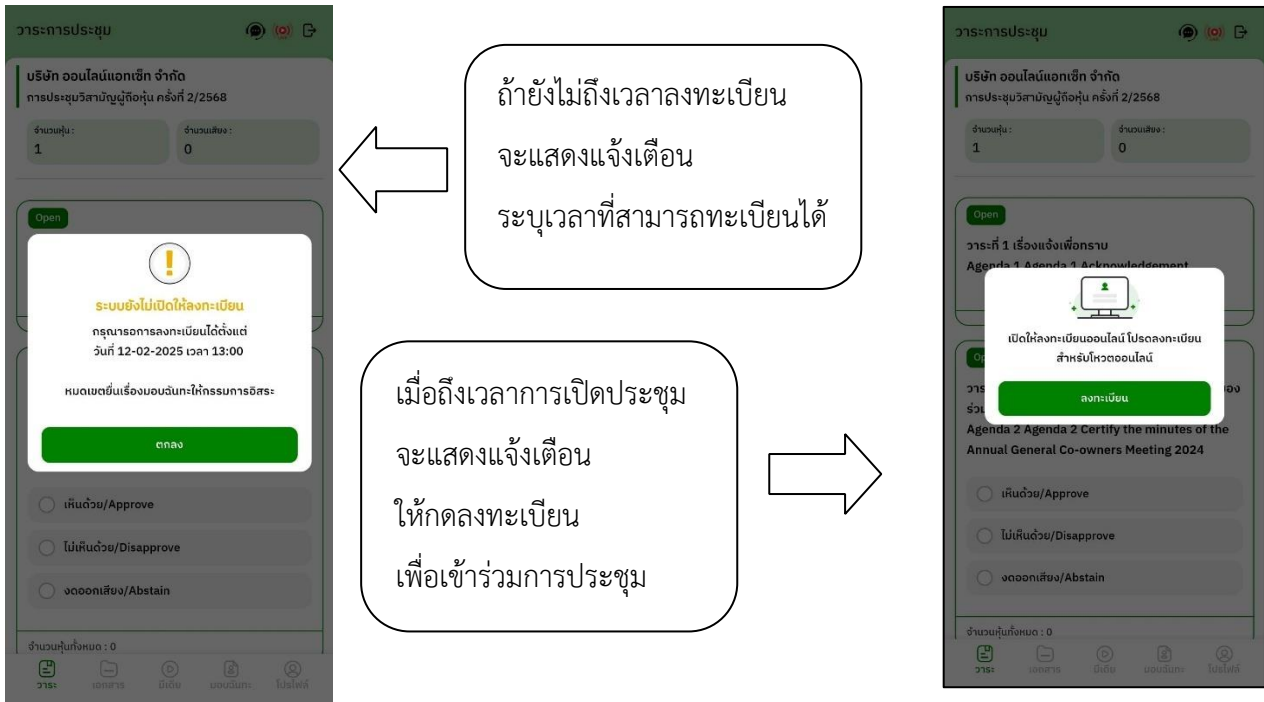 วาระการประชุม
บริษัท ออนไลน์แอทเซ็ท จำกัด
การประชุมวิสามัญผู้ถือหุ้น ครั้งที่ 2/2568
จำนวนหุ้น :
1
จำนวนเสียง :
0
Open
ระบบยังไม่เปิดให้ลงทะเบียน
กรุณารอการลงทะเบียนได้ตั้งแต่
วันที่ 12-02-2025 เวลา 13:00
หมดเขตยื่นเรื่องมอบฉันทะให้กรรมการอิสระ
ตกลง
เห็นด้วย/Approve
ไม่เห็นด้วย/Disapprove
งดออกเสียง/Abstain
จำนวนหุ้นทั้งหมด : 0
วาระ เอกสาร มีเดีย มอบฉันทะ โปรไฟล์
ถ้ายังไม่ถึงเวลาลงทะเบียน
จะแสดงแจ้งเตือน
ระบุเวลาที่สามารถทะเบียนได้
เมื่อถึงเวลาการเปิดประชุม
จะแสดงแจ้งเตือน
ให้กดลงทะเบียน
เพื่อเข้าร่วมการประชุม
วาระการประชุม
บริษัท ออนไลน์แอทเซ็ท จำกัด
การประชุมวิสามัญผู้ถือหุ้น ครั้งที่ 2/2568
จำนวนหุ้น :
1
จำนวนเสียง :
0
Open
วาระที่ 1 เรื่องแจ้งเพื่อทราบ
Agenda 1 Agenda 1 Acknowledgement
เปิดให้ลงทะเบียนออนไลน์ โปรดลงทะเบียน
สำหรับโหวตออนไลน์
ลงทะเบียน
Agenda 2 Agenda 2 Certify the minutes of the
Annual General Co-owners Meeting 2024
เห็นด้วย/Approve
ไม่เห็นด้วย/Disapprove
งดออกเสียง/Abstain
จำนวนหุ้นทั้งหมด : 0
วาระ เอกสาร มีเดีย มอบฉันทะ โปรไฟล์